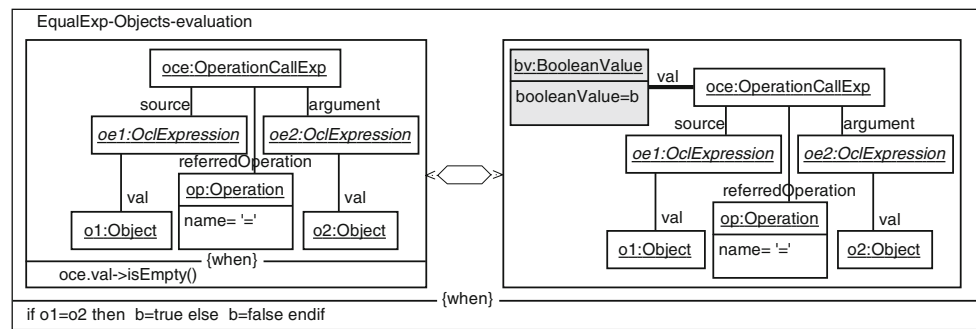 EqualExp-Objects-evaluation
oce:OperationCallExp
source
argument
oe1:OclExpression
oe2:OclExpression
referredOperation
val
op:Operation
val
name= '='
o1:Object
o2:Object
{when}
oce.val->isEmpty()
bv:BooleanValue
val
booleanValue=b
oce:OperationCallExp
source
argument
oe1:OclExpression
oe2:OclExpression
referredOperation
val
op:Operation
val
name= '='
o1:Object
o2:Object
{when}
if o1=o2 then b=true else b=false endif